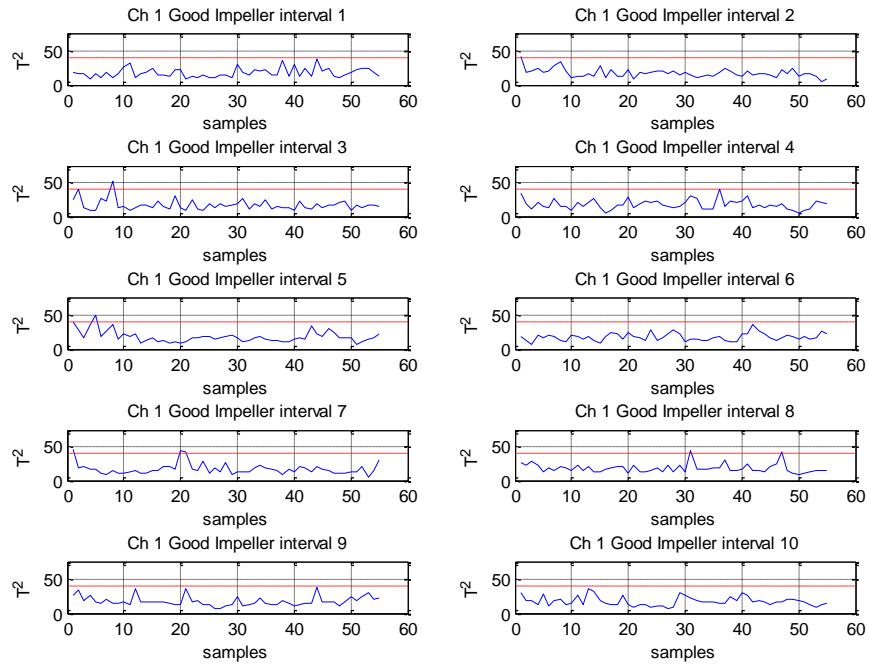 Ch 1 Good Impeller interval 1
Ch 1 Good Impeller interval 2
50
0
T²
0 10 20 30 40 50 60
samples
50
0
T²
0 10 20 30 40 50 60
samples
Ch 1 Good Impeller interval 3
Ch 1 Good Impeller interval 4
50
0
T²
0 10 20 30 40 50 60
samples
50
0
T²
0 10 20 30 40 50 60
samples
Ch 1 Good Impeller interval 5
Ch 1 Good Impeller interval 6
50
0
T²
0 10 20 30 40 50 60
samples
50
0
T²
0 10 20 30 40 50 60
samples
Ch 1 Good Impeller interval 7
Ch 1 Good Impeller interval 8
50
0
T²
0 10 20 30 40 50 60
samples
50
0
T²
0 10 20 30 40 50 60
samples
Ch 1 Good Impeller interval 9
Ch 1 Good Impeller interval 10
50
0
T²
0 10 20 30 40 50 60
samples
50
0
T²
0 10 20 30 40 50 60
samples